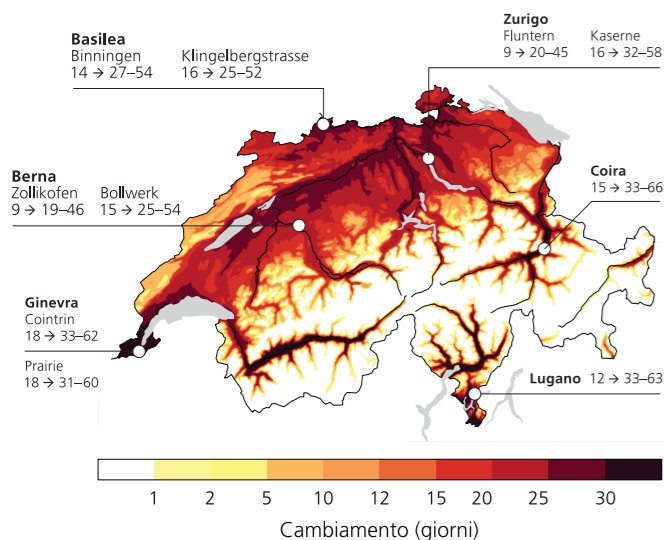 Zurigo
Fluntern Kaserne
9 → 20–45 16 → 32–58
Basilea
Binningen Klingelbergstrasse
14 → 27–54 16 → 25–52
Berna
Zollikofen Bollwerk
9 → 19–46 15 → 25–54
Coira
15 → 33–66
Ginevra
Cointrin
18 → 33–62
Prairie
18 → 31–60
Lugano 12 → 33–63
1 2 5 10 12 15 20 25 30
Cambiamento (giorni)